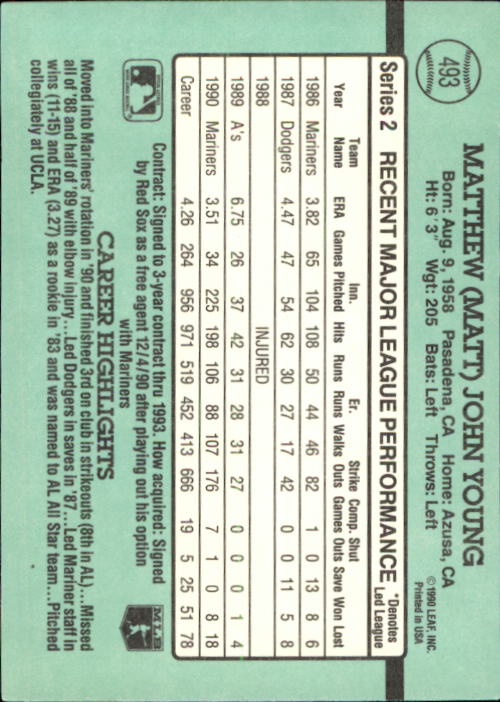 493
MATTHEW (MATT) JOHN YOUNG
Born: Aug. 9, 1958 Pasadena, CA Home: Azusa, CA
Ht: 6' 3" Wgt: 205 Bats: Left Throws: Left
© 1990 LEAF, INC.
Printed in USA
Series 2 RECENT MAJOR LEAGUE PERFORMANCE *Denotes
Led League
Team Inn. Er. Strike Comp. Shut
Year Name ERA Games Pitched Hits Runs Runs Walks Outs Games Outs Save Won Lost
1986 Mariners 3.82 65 104 108 50 44 46 82 1 0 13 8 6
1987 Dodgers 4.47 47 54 62 30 27 17 42 0 0 11 5 8
1988 INJURED
1989 A's 6.75 26 37 42 31 28 31 27 0 0 0 1 4
1990 Mariners 3.51 34 225 198 106 88 107 176 7 1 0 8 18
Career 4.26 264 956 971 519 452 413 666 19 5 25 51 78
Contract: Signed to 3-year contract thru 1993. How acquired: Signed
by Red Sox as a free agent 12/4/90 after playing out his option
with Mariners
MLB
CAREER HIGHLIGHTS
Moved into Mariners' rotation in '90 and finished 3rd on club in strikeouts (8th in AL)...Missed
all of '88 and half of '89 with elbow injury...Led Dodgers in saves in '87...Led Mariner staff in
wins (11-15) and ERA (3.27) as a rookie in '83 and was named to AL All Star team...Pitched
collegiately at UCLA.